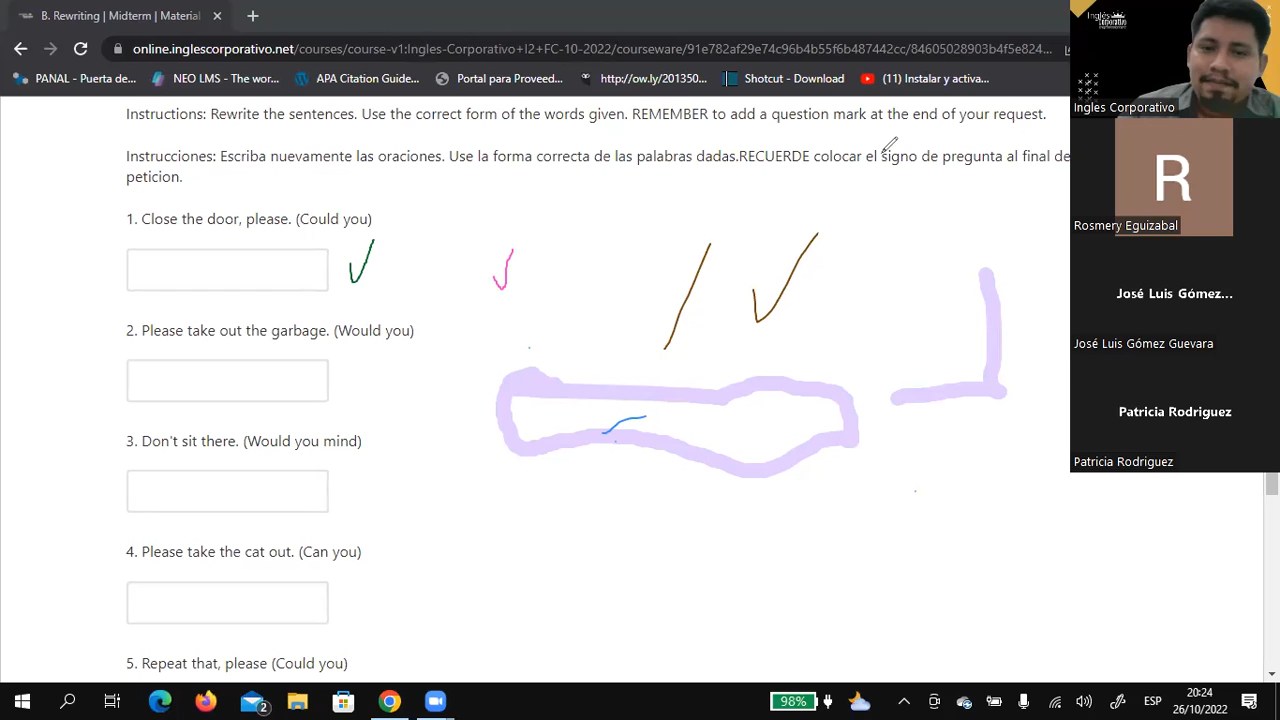 B. Rewriting | Midterm | Material
online.inglescorporativo.net/courses/course-v1:Ingles-Corporativo+I2+FC-10-2022/courseware/91e782af29e74c96b4b55f6b487442cc/84605028903b4f5e824...
PANAL - Puerta de...
NEO LMS - The wor...
APA Citation Guide...
Portal para Proveed...
http://ow.ly/201350...
Shotcut - Download
(11) Instalar y activa...
Instructions: Rewrite the sentences. Use the correct form of the words given. REMEMBER to add a question mark at the end of your request.
Instrucciones: Escriba nuevamente las oraciones. Use la forma correcta de las palabras dadas.RECUERDE colocar el signo de pregunta al final de
peticion.
1. Close the door, please. (Could you)
2. Please take out the garbage. (Would you)
3. Don't sit there. (Would you mind)
4. Please take the cat out. (Can you)
5. Repeat that, please (Could you)
Inglés
Corporativo
Ingles Corporativo
R
Rosmery Eguizabal
José Luis Gómez...
José Luis Gómez Guevara
Patricia Rodriguez
Patricia Rodriguez
2
98%
ESP
20:24
26/10/2022